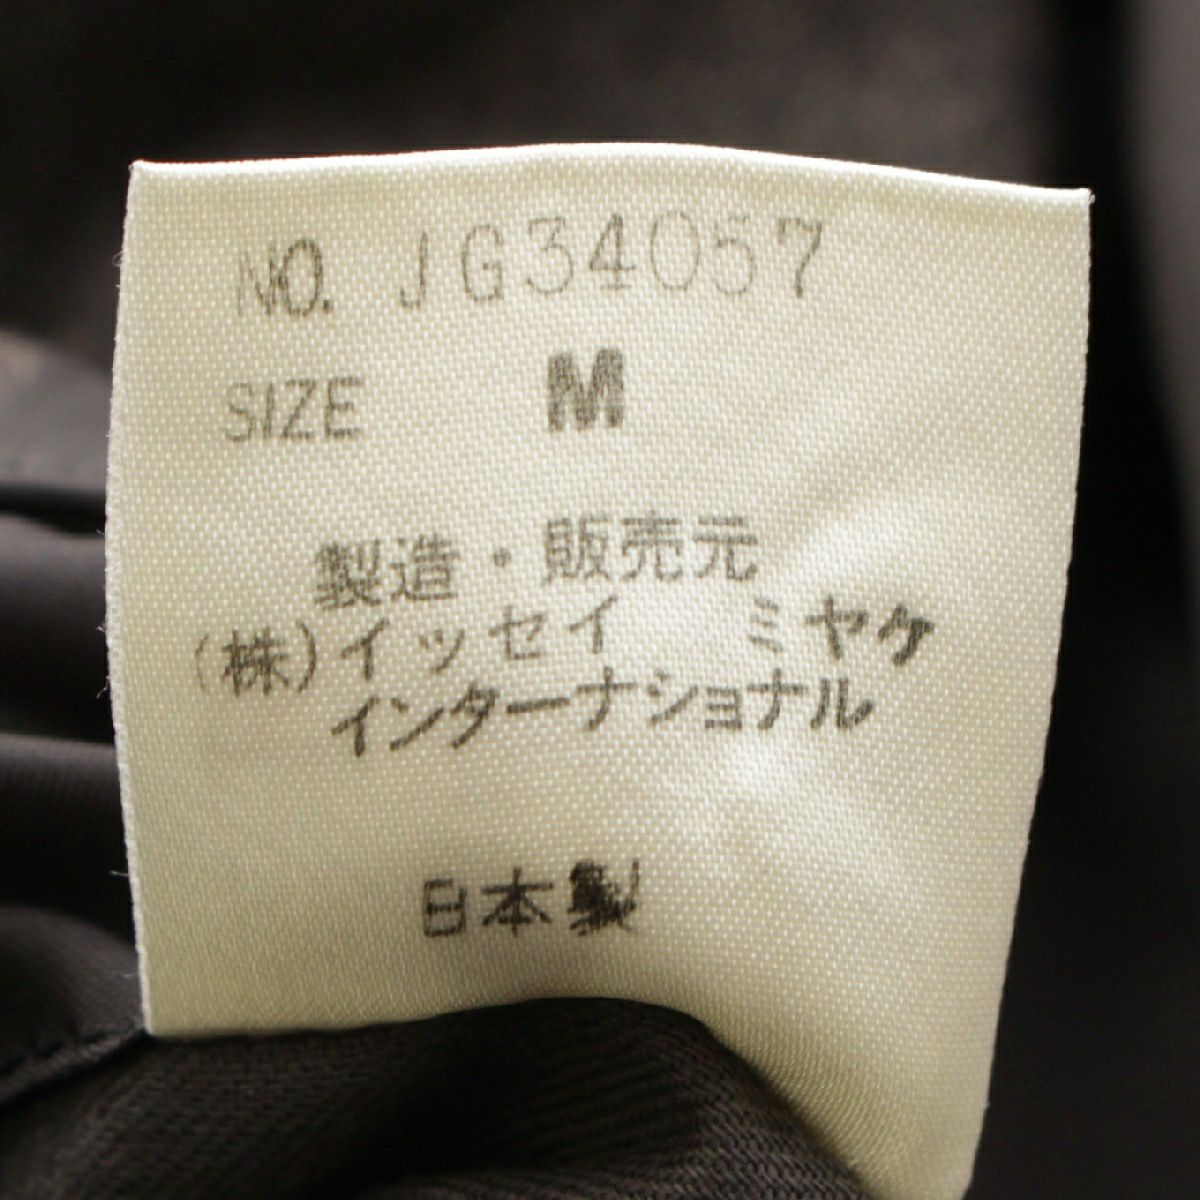 NO. JG34057
SIZE M
製造・販売元
(株)イッセイ ミヤケ
インターナショナル
日本製